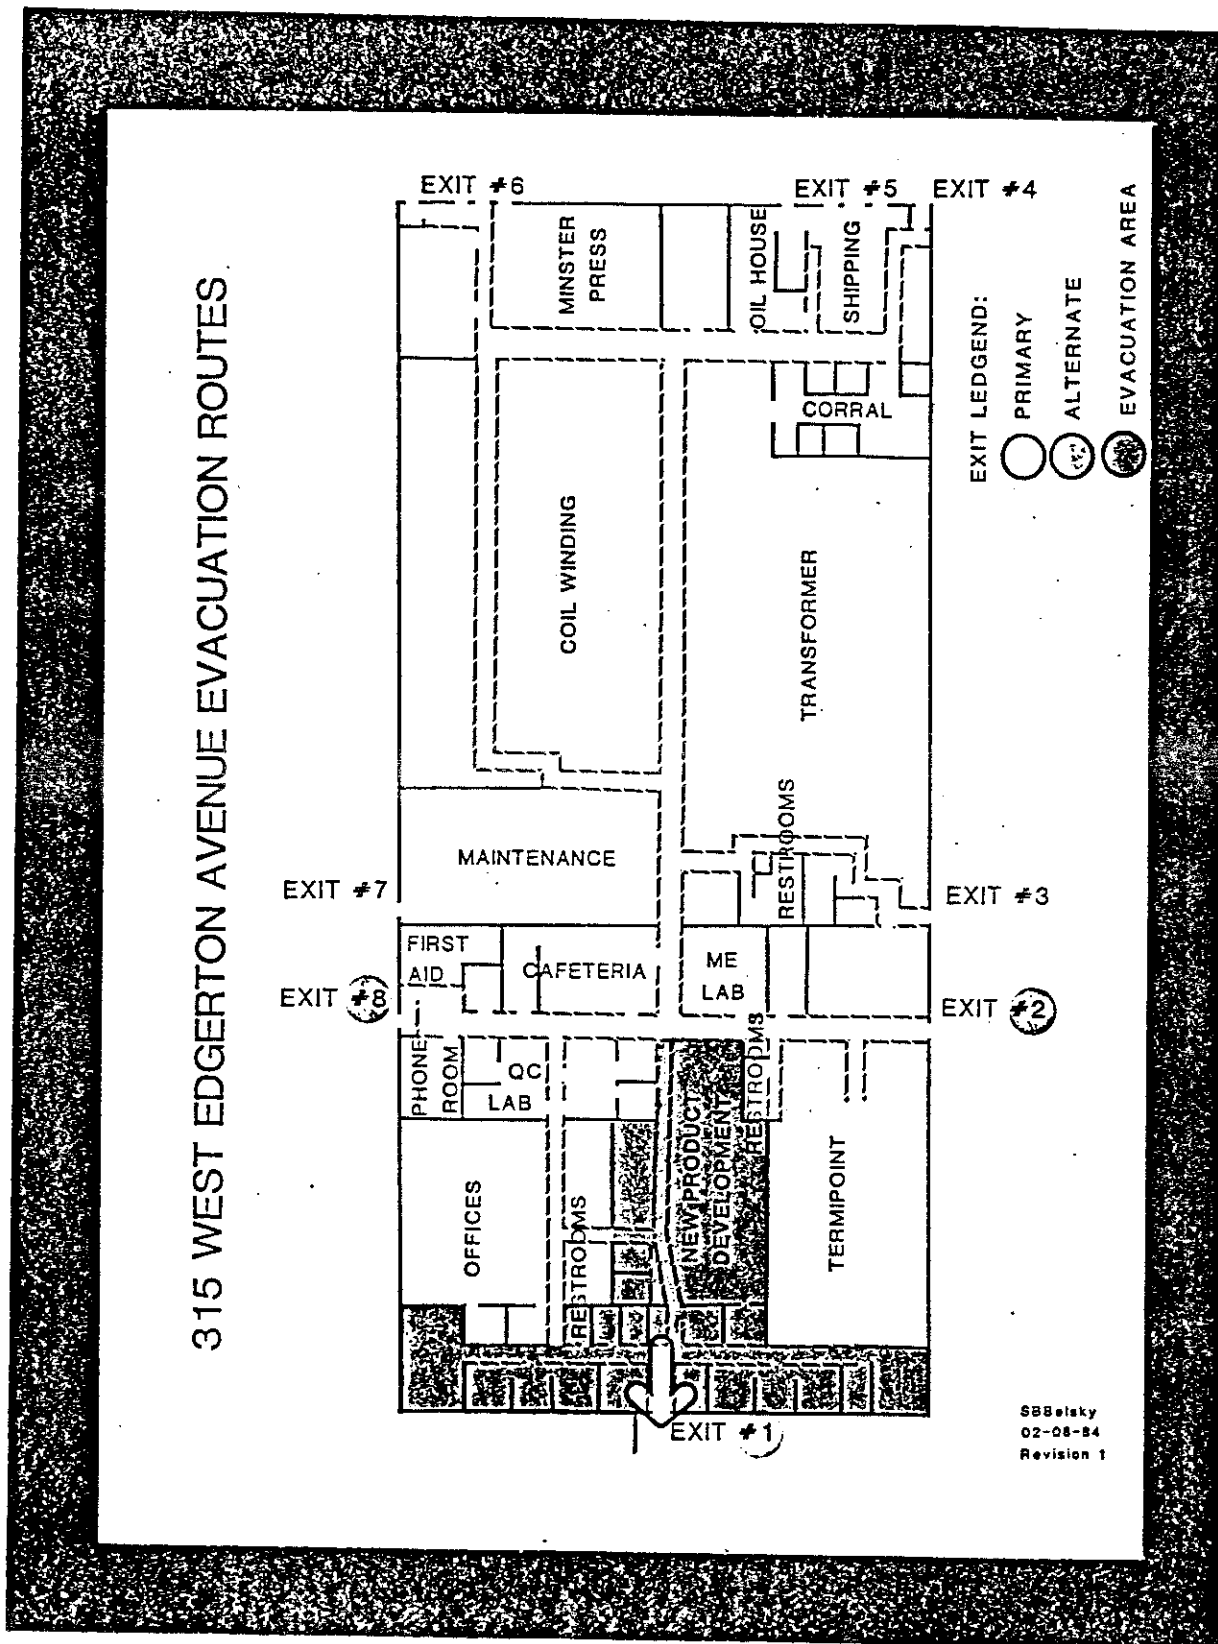 315 WEST EDGERTON AVENUE EVACUATION ROUTES
EXIT #6
EXIT #5
EXIT #4
MINSTER
PRESS
OIL HOUSE
SHIPPING
CORRAL
COIL WINDING
TRANSFORMER
EXIT LEDGEND:
PRIMARY
ALTERNATE
EVACUATION AREA
MAINTENANCE
RESTROOMS
EXIT #7
EXIT #3
FIRST
AID
CAFETERIA
ME
LAB
EXIT #8
EXIT #2
PHONE
ROOM
QC
LAB
RESTROOMS
NEW PRODUCT
DEVELOPMENT
OFFICES
RESTROOMS
TERMIPOINT
EXIT #1
SBBelsky
02-08-84
Revision 1